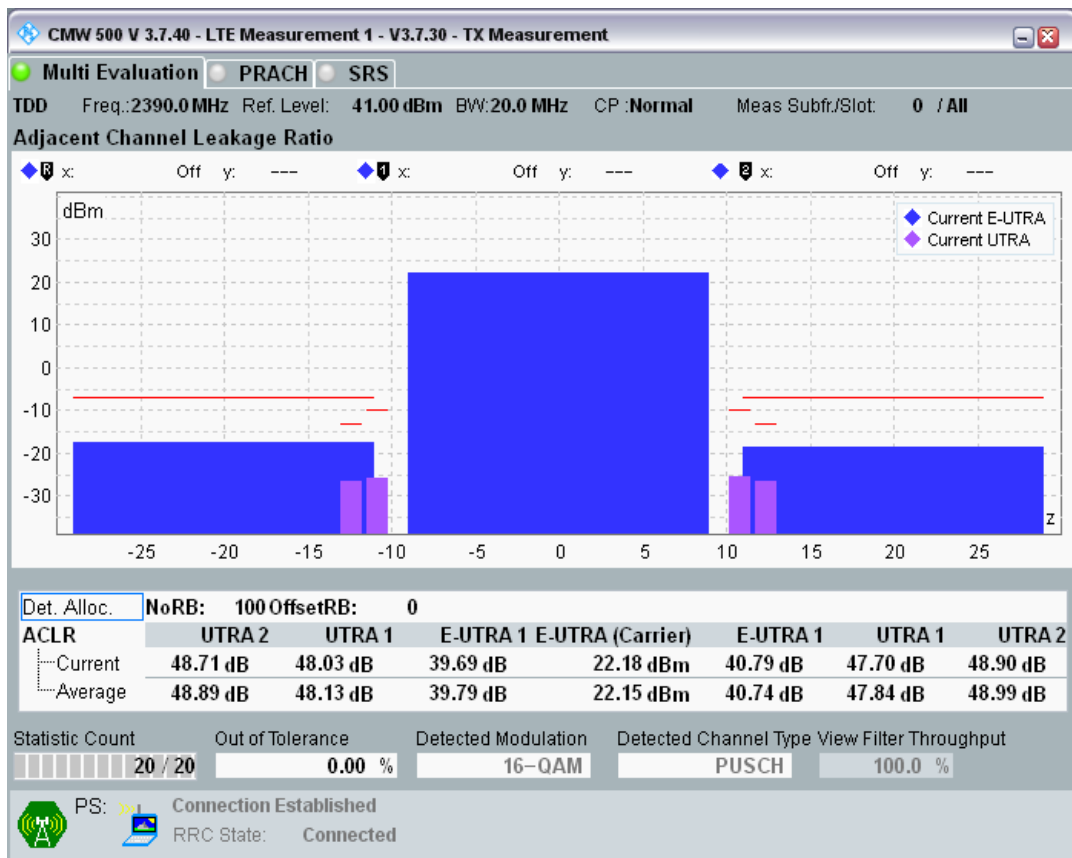 CMW 500 V 3.7.40 - LTE Measurement 1 - V3.7.30 - TX Measurement
Multi Evaluation PRACH SRS
TDD Freq.:2390.0 MHz Ref. Level: 41.00 dBm BW:20.0 MHz CP :Normal Meas Subfr./Slot: 0 / All
Adjacent Channel Leakage Ratio
R x: Off y: --- 1 x: Off y: --- 2 x: Off y: ---
dBm
Current E-UTRA
Current UTRA
30
20
10
0
-10
-20
-30
z
-25 -20 -15 -10 -5 0 5 10 15 20 25
Det. Alloc. NoRB: 100 OffsetRB: 0
ACLR UTRA 2 UTRA 1 E-UTRA 1 E-UTRA (Carrier) E-UTRA 1 UTRA 1 UTRA 2
Current 48.71 dB 48.03 dB 39.69 dB 22.18 dBm 40.79 dB 47.70 dB 48.90 dB
Average 48.89 dB 48.13 dB 39.79 dB 22.15 dBm 40.74 dB 47.84 dB 48.99 dB
Statistic Count Out of Tolerance Detected Modulation Detected Channel Type View Filter Throughput
20 / 20 0.00 % 16-QAM PUSCH 100.0 %
PS: Connection Established
RRC State: Connected